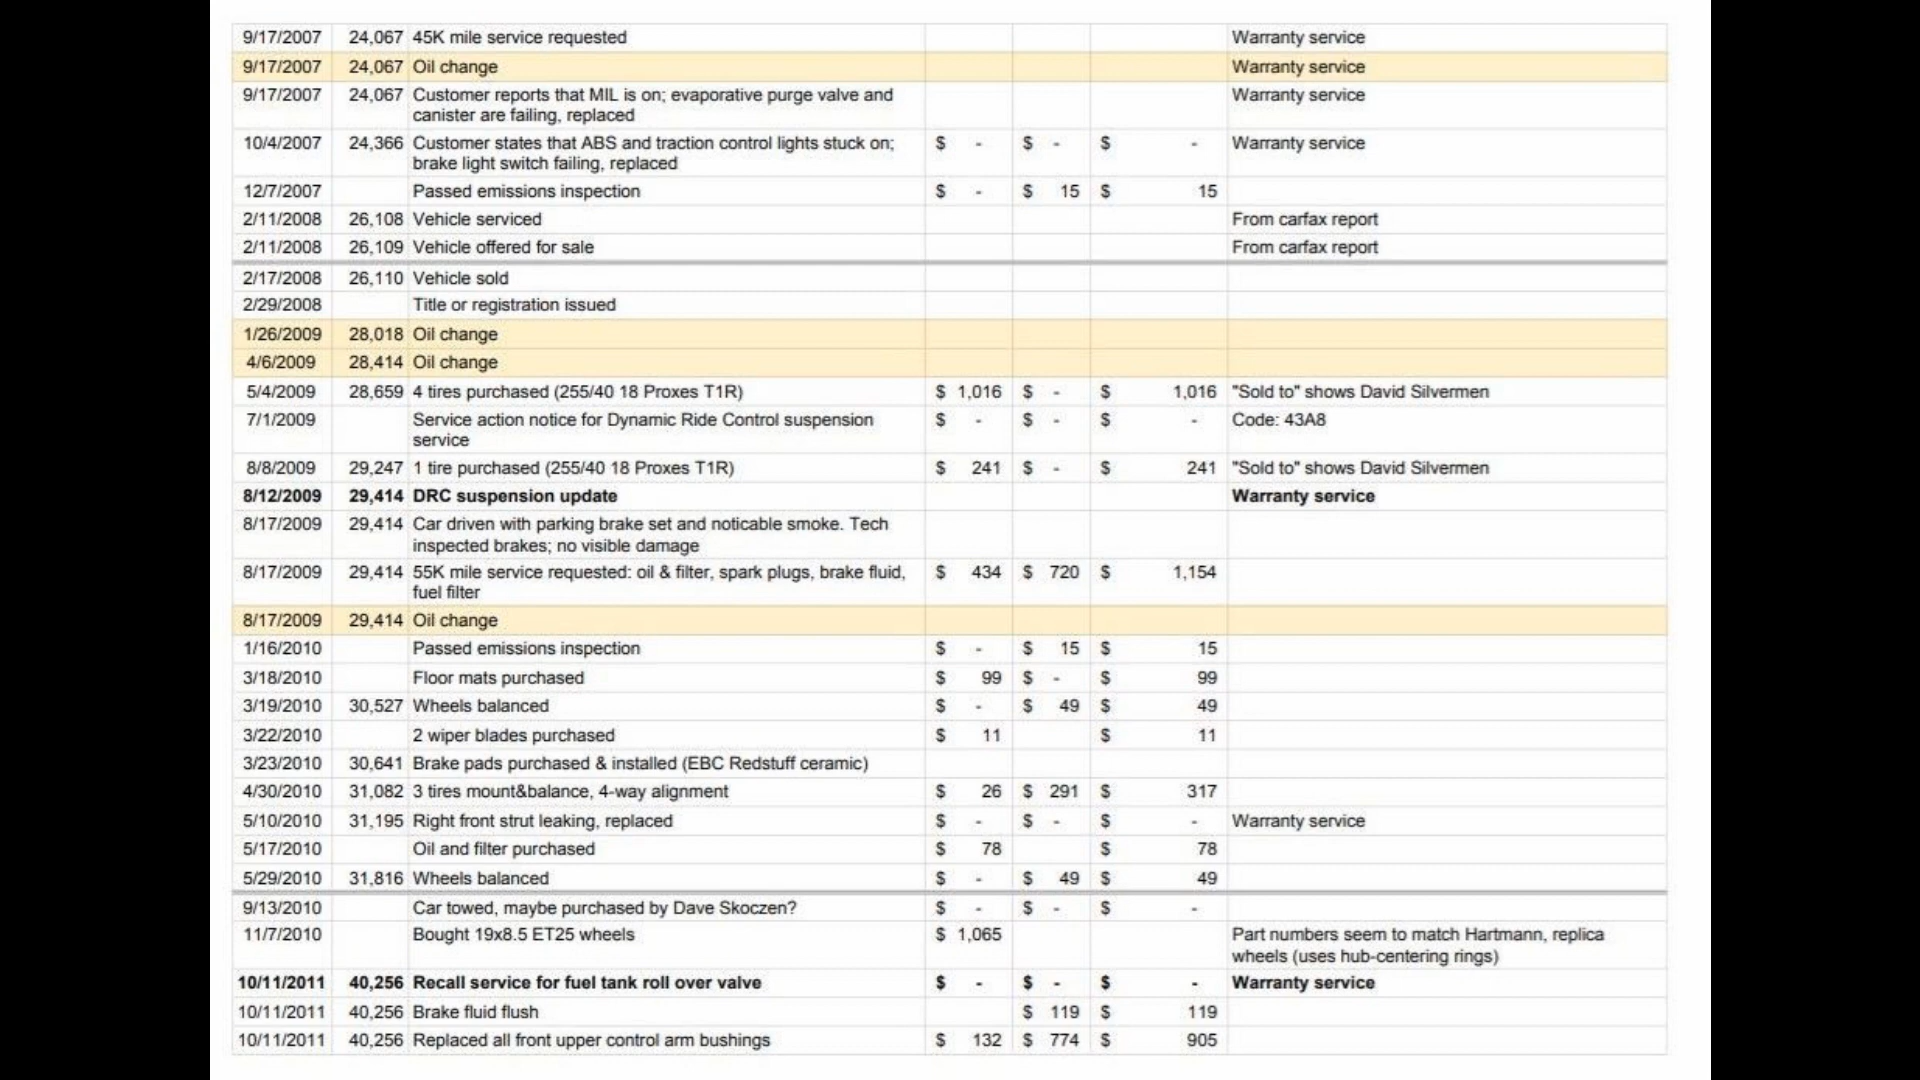 9/17/2007 24,067 45K mile service requested Warranty service
9/17/2007 24,067 Oil change Warranty service
9/17/2007 24,067 Customer reports that MIL is on; evaporative purge valve and Warranty service
canister are failing, replaced
10/4/2007 24,366 Customer states that ABS and traction control lights stuck on; $ - $ - $ - Warranty service
brake light switch failing, replaced
12/7/2007 Passed emissions inspection $ - $ 15 $ 15
2/11/2008 26,108 Vehicle serviced From carfax report
2/11/2008 26,109 Vehicle offered for sale From carfax report
2/17/2008 26,110 Vehicle sold
2/29/2008 Title or registration issued
1/26/2009 28,018 Oil change
4/6/2009 28,414 Oil change
5/4/2009 28,659 4 tires purchased (255/40 18 Proxes T1R) $ 1,016 $ - $ 1,016 "Sold to" shows David Silvermen
7/1/2009 Service action notice for Dynamic Ride Control suspension $ - $ - $ - Code: 43A8
service
8/8/2009 29,247 1 tire purchased (255/40 18 Proxes T1R) $ 241 $ - $ 241 "Sold to" shows David Silvermen
8/12/2009 29,414 DRC suspension update Warranty service
8/17/2009 29,414 Car driven with parking brake set and noticable smoke. Tech
inspected brakes; no visible damage
8/17/2009 29,414 55K mile service requested: oil & filter, spark plugs, brake fluid, $ 434 $ 720 $ 1,154
fuel filter
8/17/2009 29,414 Oil change
1/16/2010 Passed emissions inspection $ - $ 15 $ 15
3/18/2010 Floor mats purchased $ 99 $ - $ 99
3/19/2010 30,527 Wheels balanced $ - $ 49 $ 49
3/22/2010 2 wiper blades purchased $ 11 $ 11
3/23/2010 30,641 Brake pads purchased & installed (EBC Redstuff ceramic)
4/30/2010 31,082 3 tires mount&balance, 4-way alignment $ 26 $ 291 $ 317
5/10/2010 31,195 Right front strut leaking, replaced $ - $ - $ - Warranty service
5/17/2010 Oil and filter purchased $ 78 $ 78
5/29/2010 31,816 Wheels balanced $ - $ 49 $ 49
9/13/2010 Car towed, maybe purchased by Dave Skoczen? $ - $ - $ -
11/7/2010 Bought 19x8.5 ET25 wheels $ 1,065 Part numbers seem to match Hartmann, replica
wheels (uses hub-centering rings)
10/11/2011 40,256 Recall service for fuel tank roll over valve $ - $ - $ - Warranty service
10/11/2011 40,256 Brake fluid flush $ 119 $ 119
10/11/2011 40,256 Replaced all front upper control arm bushings $ 132 $ 774 $ 905